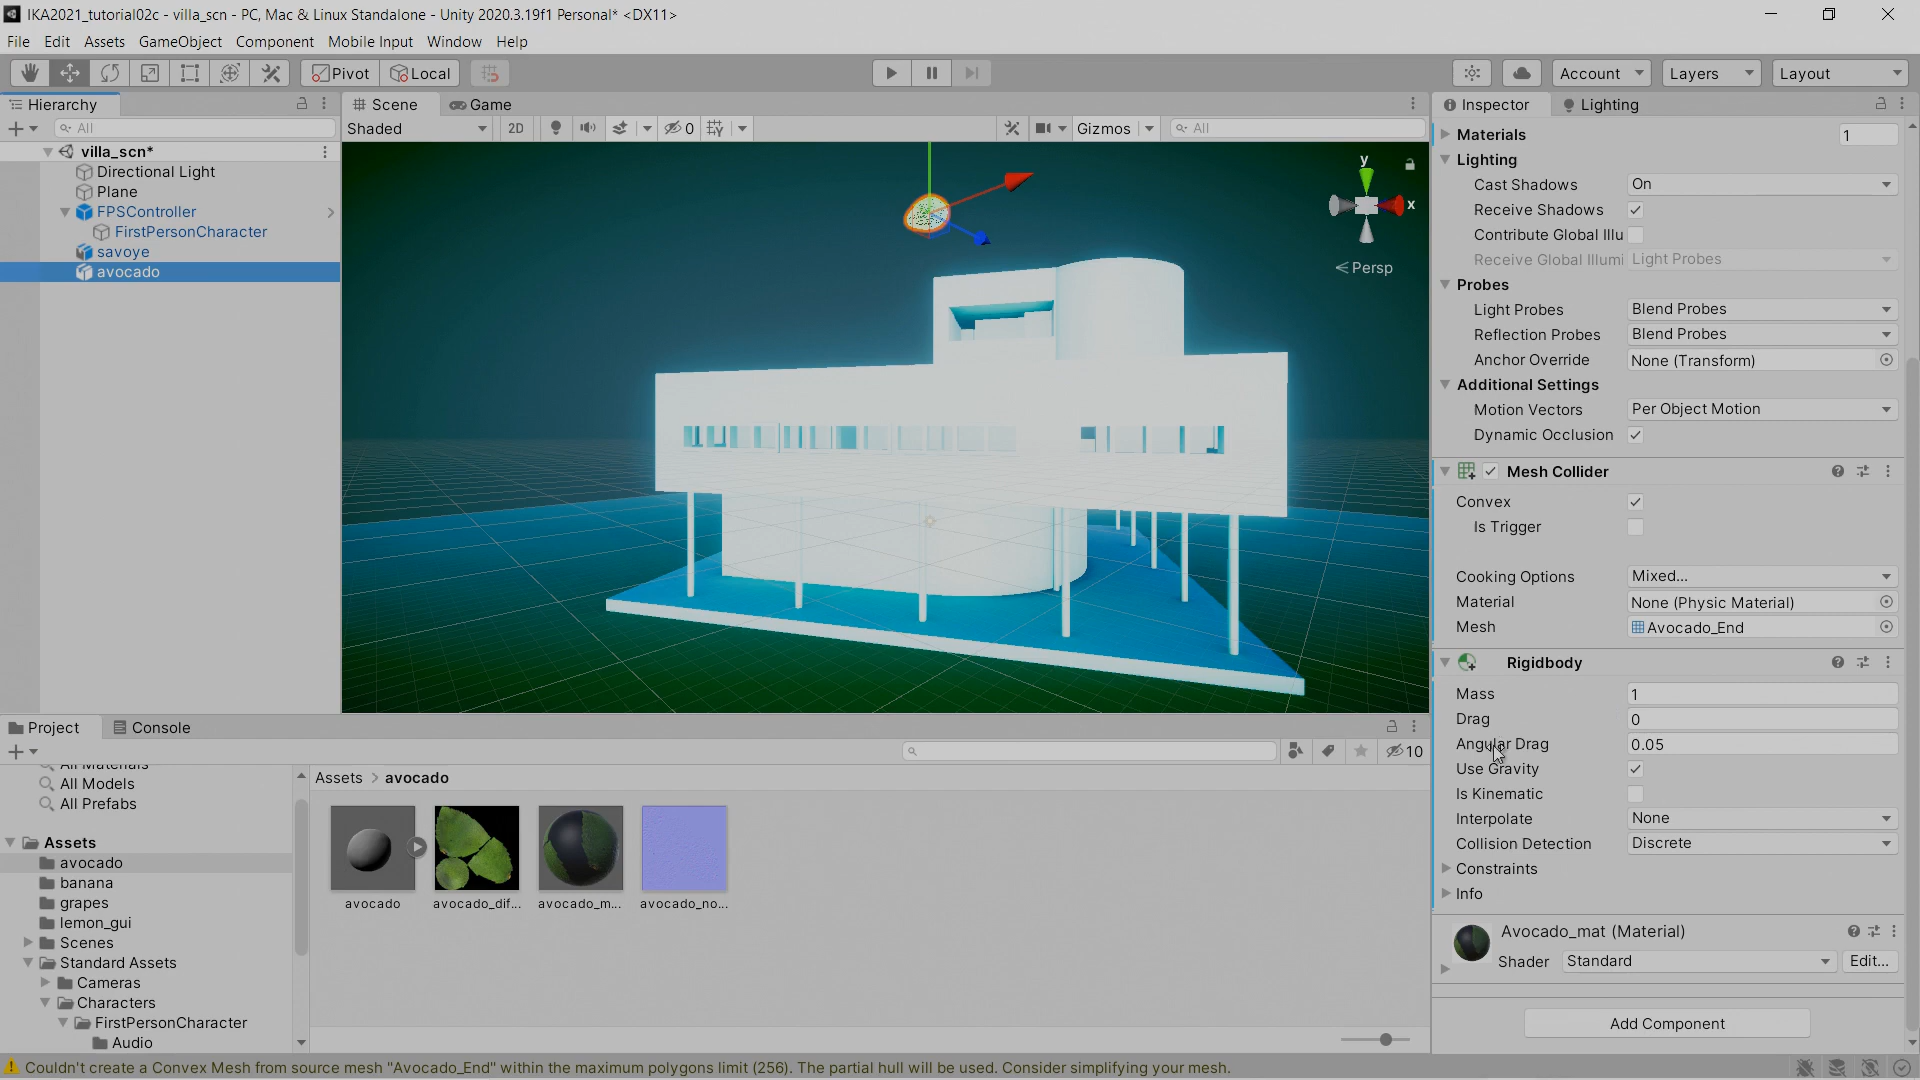 IKA2021_tutorial02c - villa_scn - PC, Mac & Linux Standalone - Unity 2020.3.19f1 Personal* <DX11>
File Edit Assets GameObject Component Mobile Input Window Help
Pivot Local Account Layers Layout
Hierarchy
All
villa_scn*
Directional Light
Plane
FPSController
FirstPersonCharacter
savoye
avocado
Scene Game
Shaded 2D 0 Gizmos All
y
x
Persp
Inspector Lighting
Materials 1
Lighting
Cast Shadows On
Receive Shadows
Contribute Global Illu
Receive Global Illumi Light Probes
Probes
Light Probes Blend Probes
Reflection Probes Blend Probes
Anchor Override None (Transform)
Additional Settings
Motion Vectors Per Object Motion
Dynamic Occlusion
Mesh Collider
Convex
Is Trigger
Cooking Options Mixed...
Material None (Physic Material)
Mesh Avocado_End
Rigidbody
Mass 1
Drag 0
Angular Drag 0.05
Use Gravity
Is Kinematic
Interpolate None
Collision Detection Discrete
Constraints
Info
Avocado_mat (Material)
Shader Standard Edit...
Add Component
Project Console
10
All Materials
All Models
All Prefabs
Assets
avocado
banana
grapes
lemon_gui
Scenes
Standard Assets
Cameras
Characters
FirstPersonCharacter
Audio
Assets > avocado
avocado avocado_dif... avocado_m... avocado_no...
Couldn't create a Convex Mesh from source mesh "Avocado_End" within the maximum polygons limit (256). The partial hull will be used. Consider simplifying your mesh.